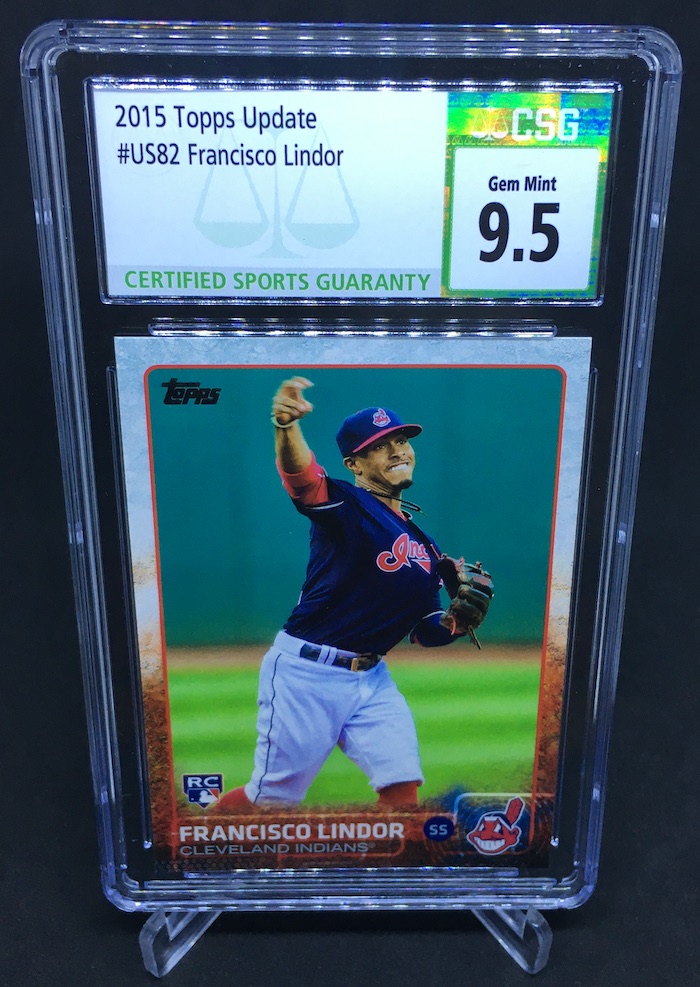 2015 Topps Update
#US82 Francisco Lindor
CERTIFIED SPORTS GUARANTY
CSG
Gem Mint
9.5
Topps
Indians
RC
FRANCISCO LINDOR
SS
CLEVELAND INDIANS